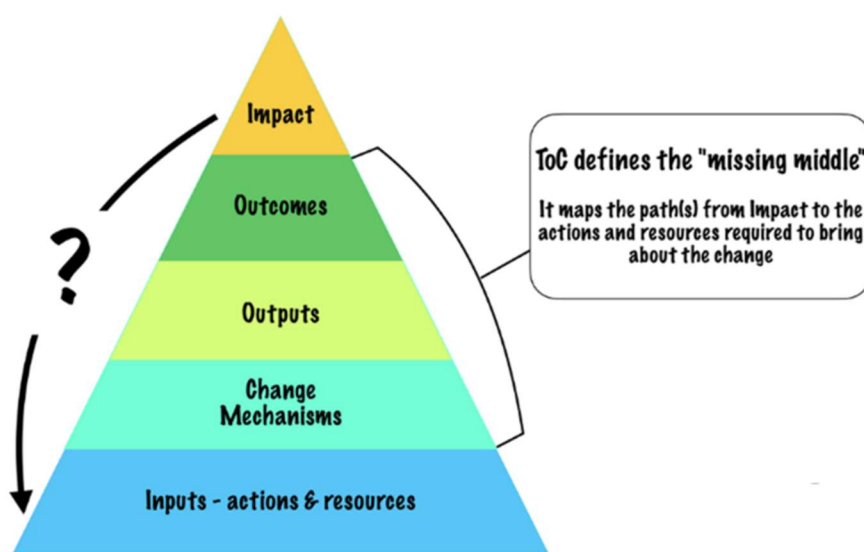 Impact
Outcomes
?
Outputs
Change
Mechanisms
Inputs - actions & resources
ToC defines the "missing middle"
It maps the path(s) from Impact to the
actions and resources required to bring
about the change